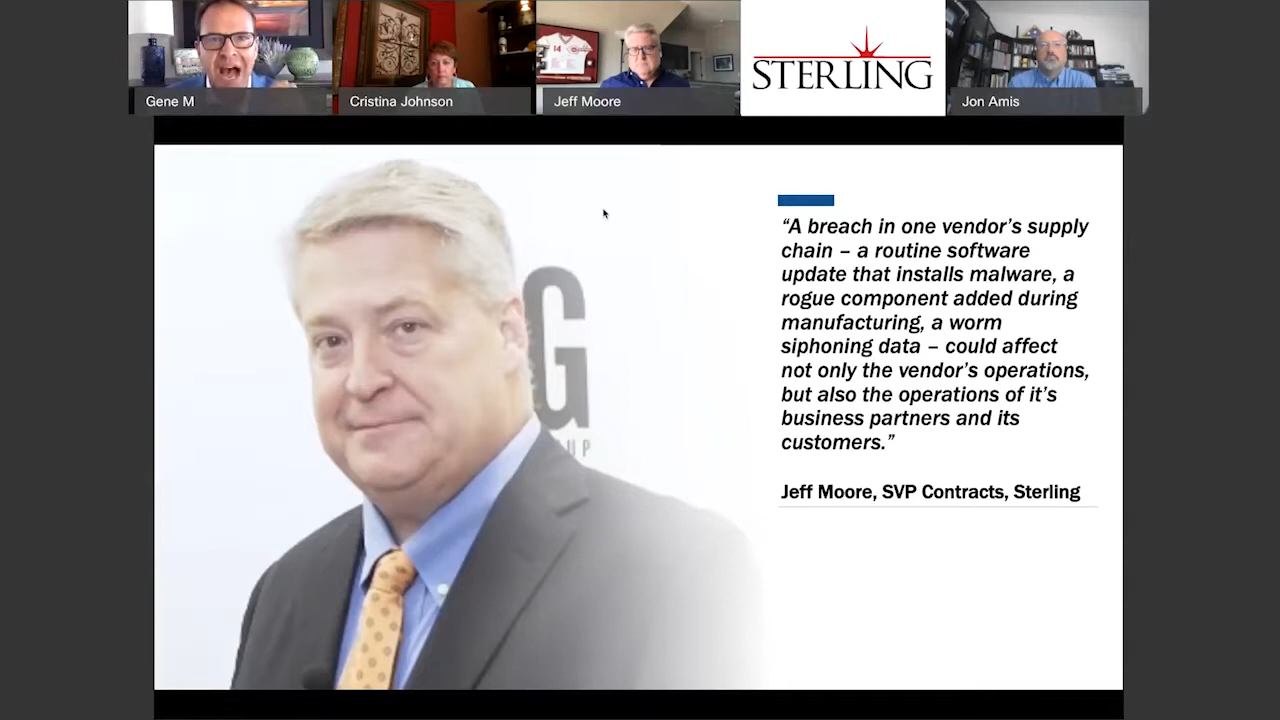 Gene M
Cristina Johnson
Jeff Moore
STERLING
Jon Amis
14
G
UP
“A breach in one vendor’s supply
chain – a routine software
update that installs malware, a
rogue component added during
manufacturing, a worm
siphoning data – could affect
not only the vendor’s operations,
but also the operations of it’s
business partners and its
customers.”
Jeff Moore, SVP Contracts, Sterling